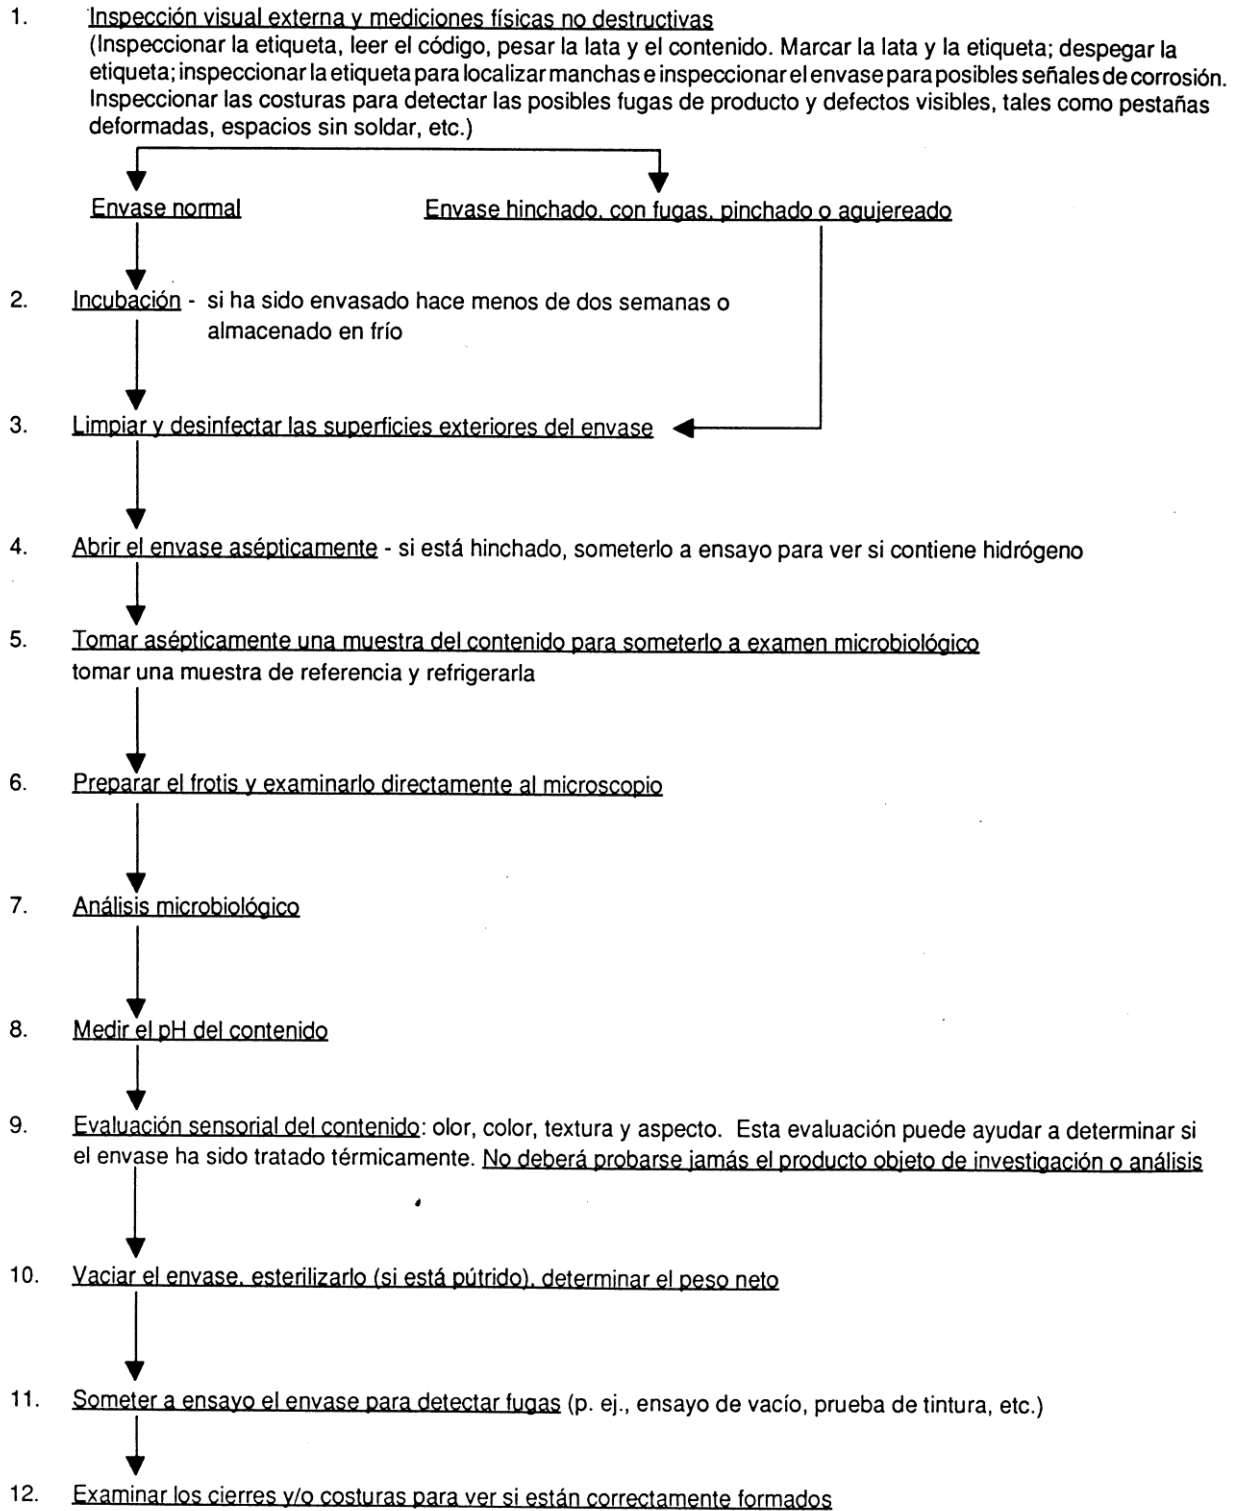 1. Inspección visual externa y mediciones físicas no destructivas
(Inspeccionar la etiqueta, leer el código, pesar la lata y el contenido. Marcar la lata y la etiqueta; despegar la
etiqueta; inspeccionar la etiqueta para localizar manchas e inspeccionar el envase para posibles señales de corrosión.
Inspeccionar las costuras para detectar las posibles fugas de producto y defectos visibles, tales como pestañas
deformadas, espacios sin soldar, etc.)
Envase normal
Envase hinchado, con fugas, pinchado o agujereado
2. Incubación - si ha sido envasado hace menos de dos semanas o
almacenado en frío
3. Limpiar y desinfectar las superficies exteriores del envase
4. Abrir el envase asépticamente - si está hinchado, someterlo a ensayo para ver si contiene hidrógeno
5. Tomar asépticamente una muestra del contenido para someterlo a examen microbiológico
tomar una muestra de referencia y refrigerarla
6. Preparar el frotis y examinarlo directamente al microscopio
7. Análisis microbiológico
8. Medir el pH del contenido
9. Evaluación sensorial del contenido: olor, color, textura y aspecto. Esta evaluación puede ayudar a determinar si
el envase ha sido tratado térmicamente. No deberá probarse jamás el producto objeto de investigación o análisis
10. Vaciar el envase, esterilizarlo (si está pútrido), determinar el peso neto
11. Someter a ensayo el envase para detectar fugas (p. ej., ensayo de vacío, prueba de tintura, etc.)
12. Examinar los cierres y/o costuras para ver si están correctamente formados